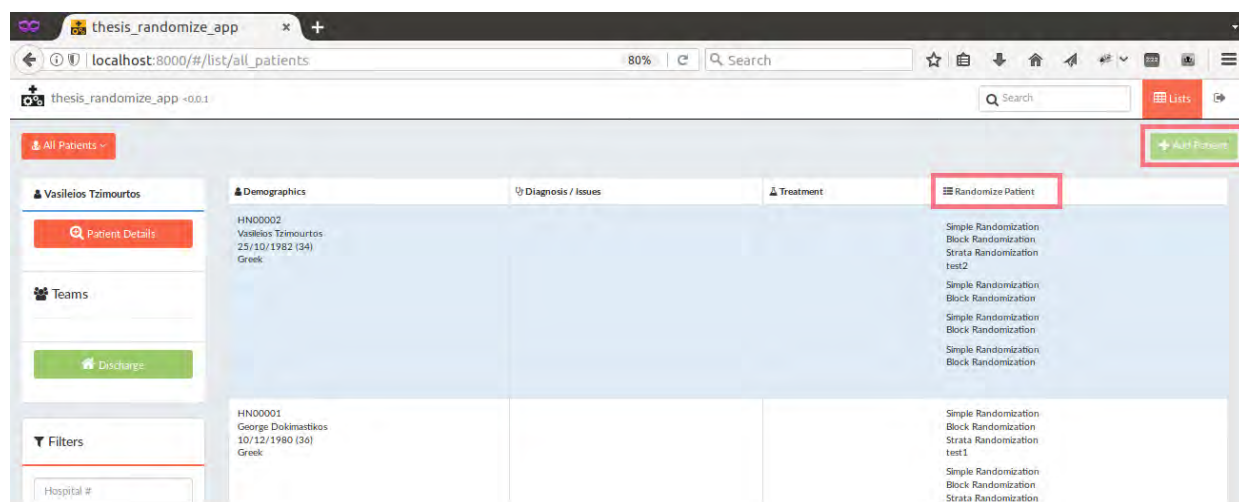 thesis_randomize_app × +
localhost:8000/#/list/all_patients 80% Search
thesis_randomize_app v0.0.1 Search Lists
All Patients Add Patient
Vasileios Tzimourtos
Patient Details
Teams
Discharge
Filters
Hospital #
Demographics Diagnosis / Issues Treatment Randomize Patient
HN00002
Vasileios Tzimourtos
25/10/1982 (34)
Greek
Simple Randomization
Block Randomization
Strata Randomization
test2
Simple Randomization
Block Randomization
Simple Randomization
Block Randomization
Simple Randomization
Block Randomization
HN00001
George Dokimastikos
10/12/1980 (36)
Greek
Simple Randomization
Block Randomization
Strata Randomization
test1
Simple Randomization
Block Randomization
Strata Randomization